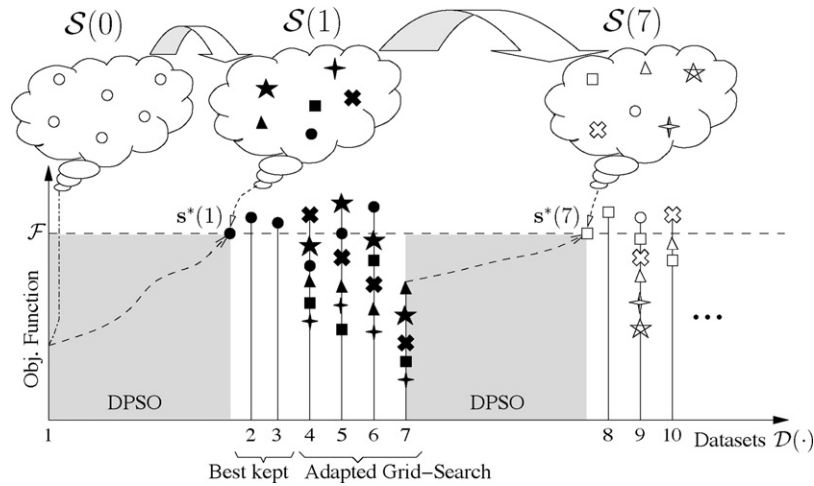 S(0) S(1) S(7)
s*(1) s*(7)
F
Obj. Function
DPSO DPSO
1 2 3 4 5 6 7 8 9 10 Datasets D(·)
...
Best kept Adapted Grid–Search